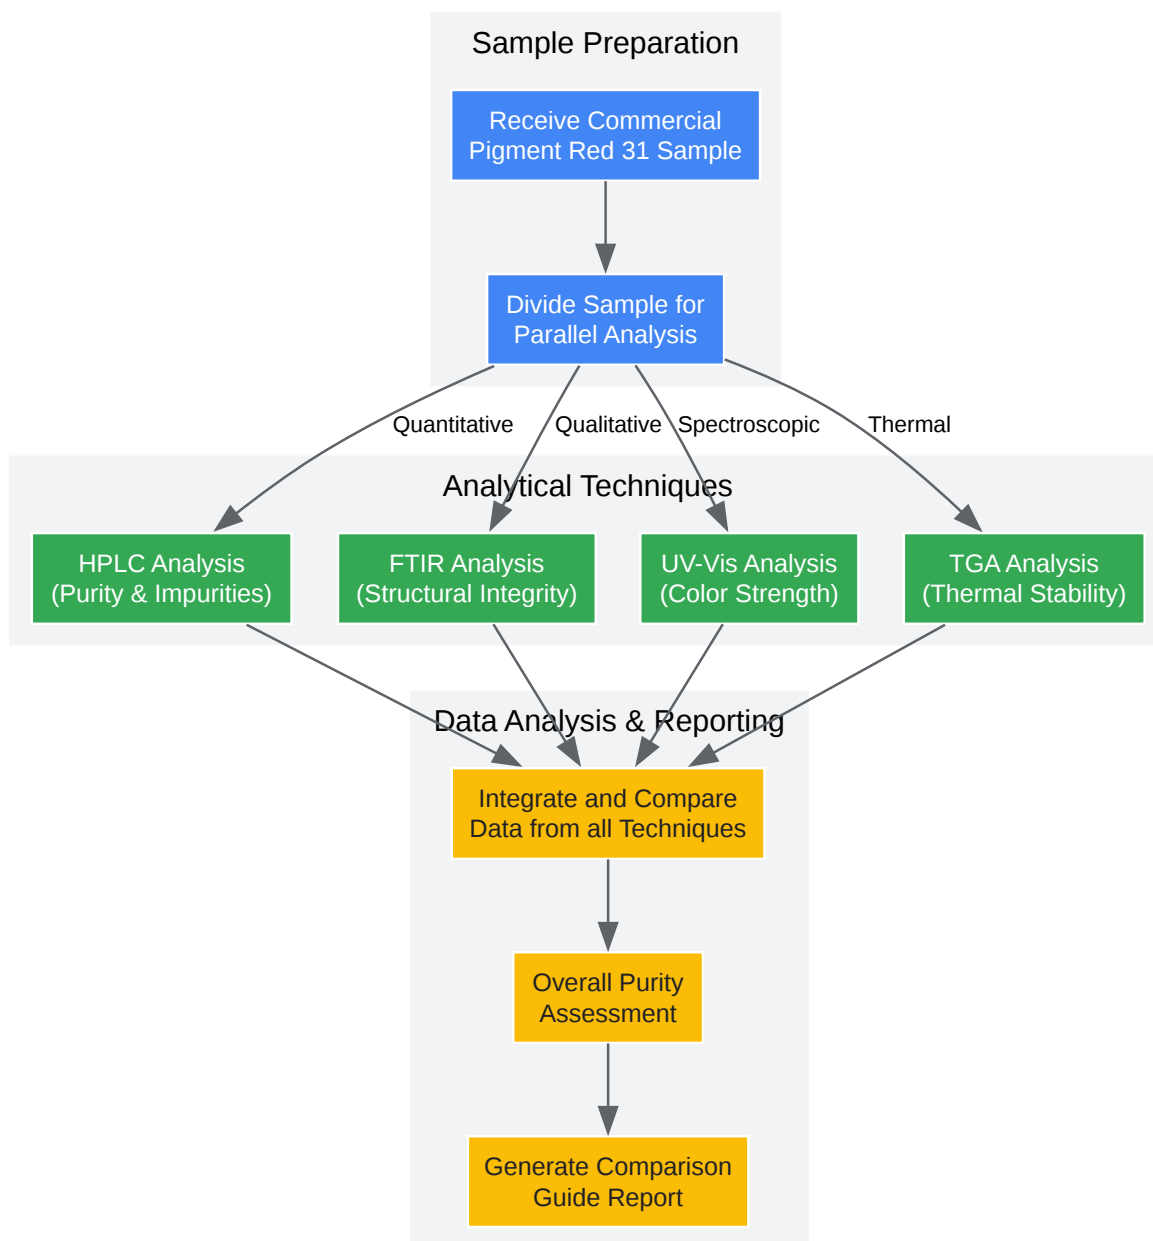 Sample Preparation
Receive Commercial
Pigment Red 31 Sample
Divide Sample for
Parallel Analysis
Quantitative
Qualitative
Spectroscopic
Thermal
Analytical Techniques
HPLC Analysis
(Purity & Impurities)
FTIR Analysis
(Structural Integrity)
UV-Vis Analysis
(Color Strength)
TGA Analysis
(Thermal Stability)
Data Analysis & Reporting
Integrate and Compare
Data from all Techniques
Overall Purity
Assessment
Generate Comparison
Guide Report